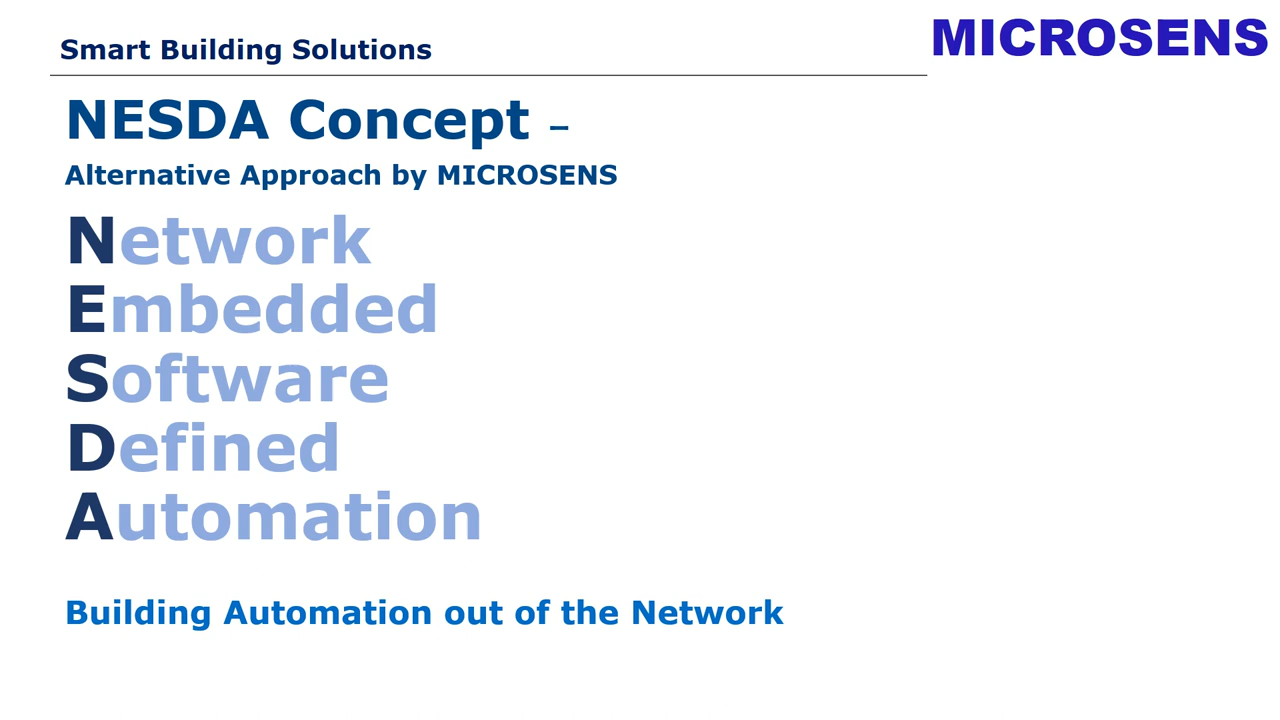 Smart Building Solutions
MICROSENS
NESDA Concept –
Alternative Approach by MICROSENS
Network
Embedded
Software
Defined
Automation
Building Automation out of the Network